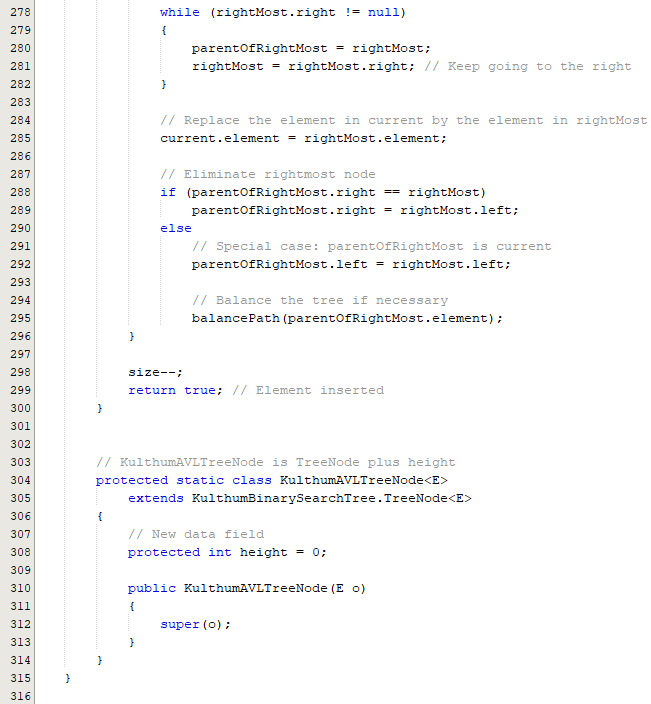 278 while (rightMost.right != null)
279 {
280 parentOfRightMost = rightMost;
281 rightMost = rightMost.right; // Keep going to the right
282 }
283
284 // Replace the element in current by the element in rightMost
285 current.element = rightMost.element;
286
287 // Eliminate rightmost node
288 if (parentOfRightMost.right == rightMost)
289 parentOfRightMost.right = rightMost.left;
290 else
291 // Special case: parentOfRightMost is current
292 parentOfRightMost.left = rightMost.left;
293
294 // Balance the tree if necessary
295 balancePath(parentOfRightMost.element);
296 }
297
298 size--;
299 return true; // Element inserted
300 }
301
302
303 // KulthumAVLTreeNode is TreeNode plus height
304 protected static class KulthumAVLTreeNode<E>
305 extends KulthumBinarySearchTree.TreeNode<E>
306 {
307 // New data field
308 protected int height = 0;
309
310 public KulthumAVLTreeNode(E o)
311 {
312 super(o);
313 }
314 }
315 }
316